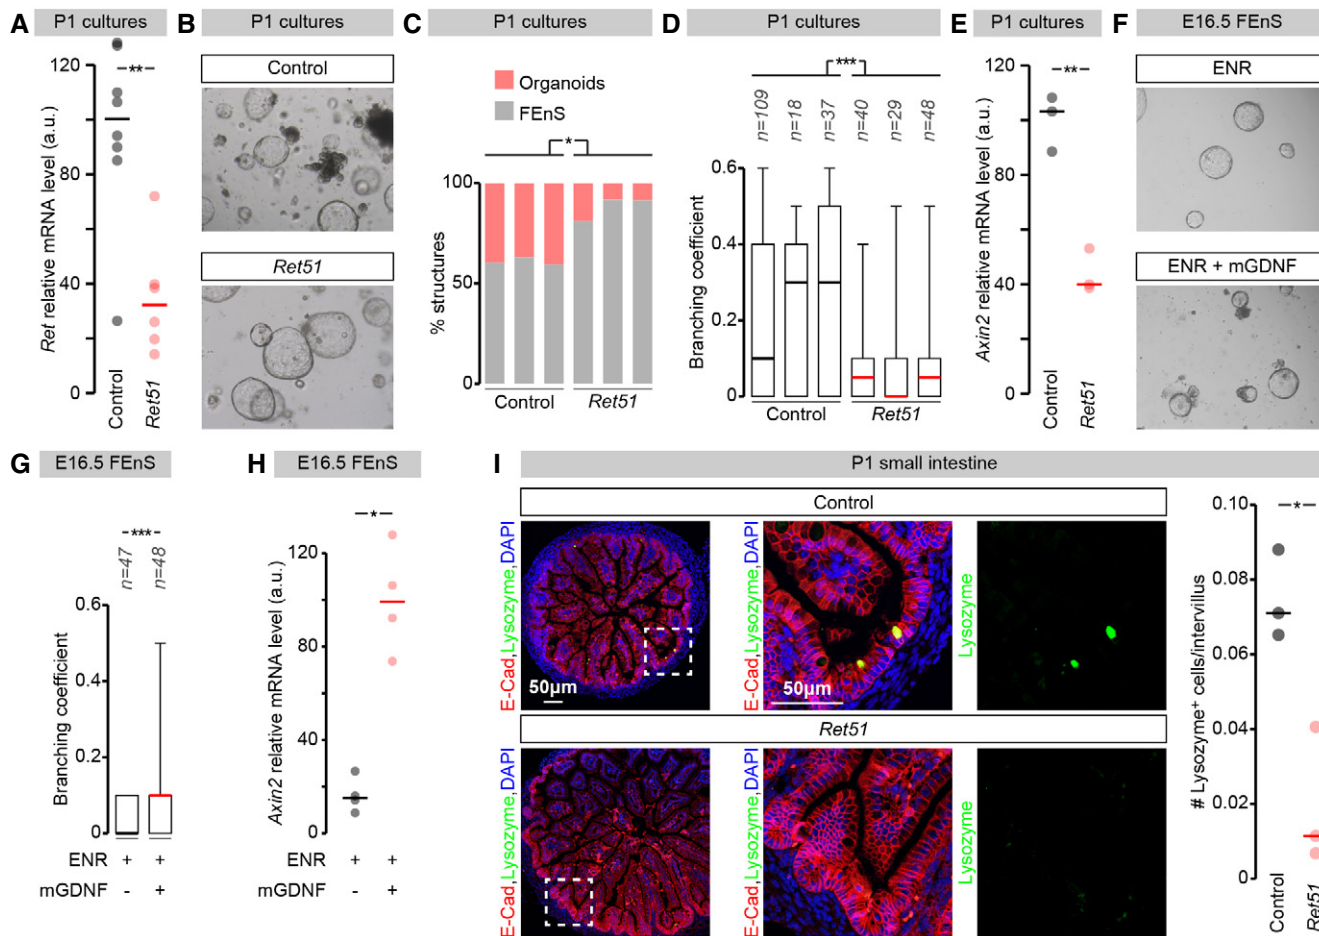 A P1 cultures
Ret relative mRNA level (a.u.)
120
80
40
0
**
Control
Ret51
B P1 cultures
Control
Ret51
C P1 cultures
Organoids
FEnS
*
% structures
100
50
0
Control Ret51
D P1 cultures
***
n=109 n=18 n=37 n=40 n=29 n=48
Branching coefficient
0.6
0.4
0.2
0
Control Ret51
E P1 cultures
Axin2 relative mRNA level (a.u.)
120
80
40
0
**
Control
Ret51
F E16.5 FEnS
ENR
ENR + mGDNF
G E16.5 FEnS
***
n=47 n=48
Branching coefficient
0.6
0.4
0.2
0
ENR + +
mGDNF - +
H E16.5 FEnS
*
Axin2 relative mRNA level (a.u.)
120
80
40
0
ENR + +
mGDNF - +
I P1 small intestine
Control
E-Cad,Lysozyme,DAPI
50µm
E-Cad,Lysozyme,DAPI
50µm
Lysozyme
Ret51
E-Cad,Lysozyme,DAPI
E-Cad,Lysozyme,DAPI
Lysozyme
# Lysozyme+ cells/intervillus
0.10
0.08
0.06
0.04
0.02
0
*
Control
Ret51